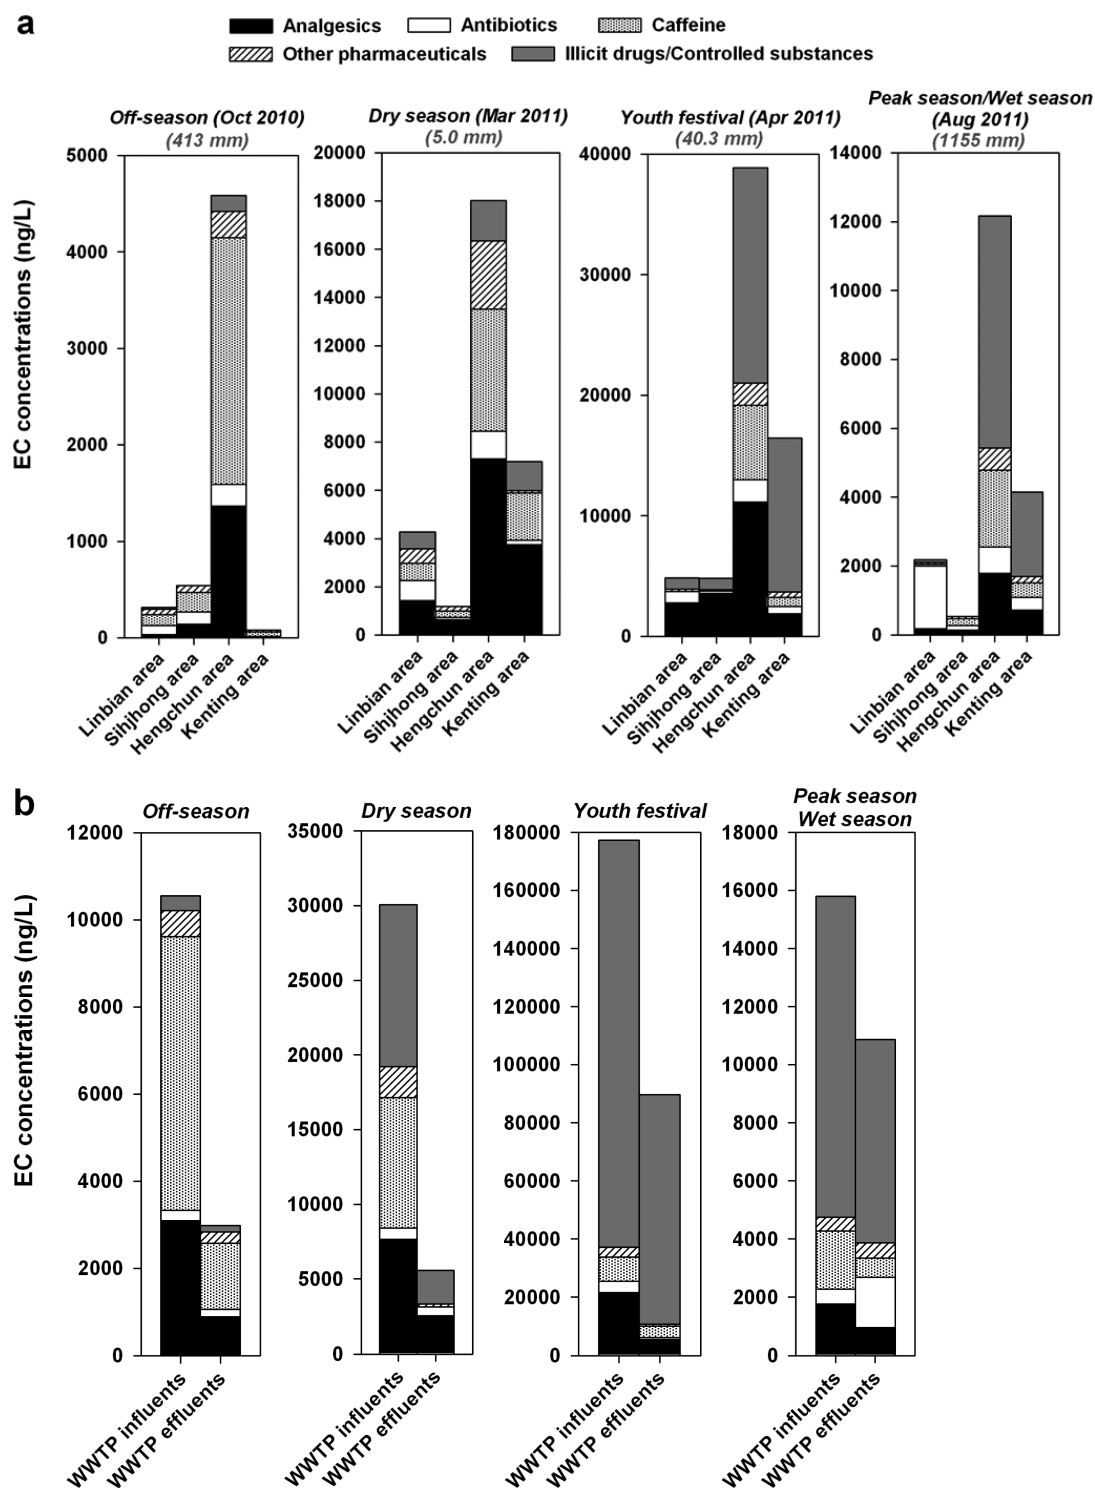 a
Analgesics Antibiotics Caffeine
Other pharmaceuticals Illicit drugs/Controlled substances
Off-season (Oct 2010)
(413 mm)
Dry season (Mar 2011)
(5.0 mm)
Youth festival (Apr 2011)
(40.3 mm)
Peak season/Wet season
(Aug 2011)
(1155 mm)
EC concentrations (ng/L)
5000
4000
3000
2000
1000
0
Linbian area
Sihjhong area
Hengchun area
Kenting area
20000
18000
16000
14000
12000
10000
8000
6000
4000
2000
0
Linbian area
Sihjhong area
Hengchun area
Kenting area
40000
30000
20000
10000
0
Linbian area
Sihjhong area
Hengchun area
Kenting area
14000
12000
10000
8000
6000
4000
2000
0
Linbian area
Sihjhong area
Hengchun area
Kenting area
b
Off-season
Dry season
Youth festival
Peak season
Wet season
EC concentrations (ng/L)
12000
10000
8000
6000
4000
2000
0
WWTP influents
WWTP effluents
35000
30000
25000
20000
15000
10000
5000
0
WWTP influents
WWTP effluents
180000
160000
140000
120000
100000
80000
60000
40000
20000
0
WWTP influents
WWTP effluents
18000
16000
14000
12000
10000
8000
6000
4000
2000
0
WWTP influents
WWTP effluents